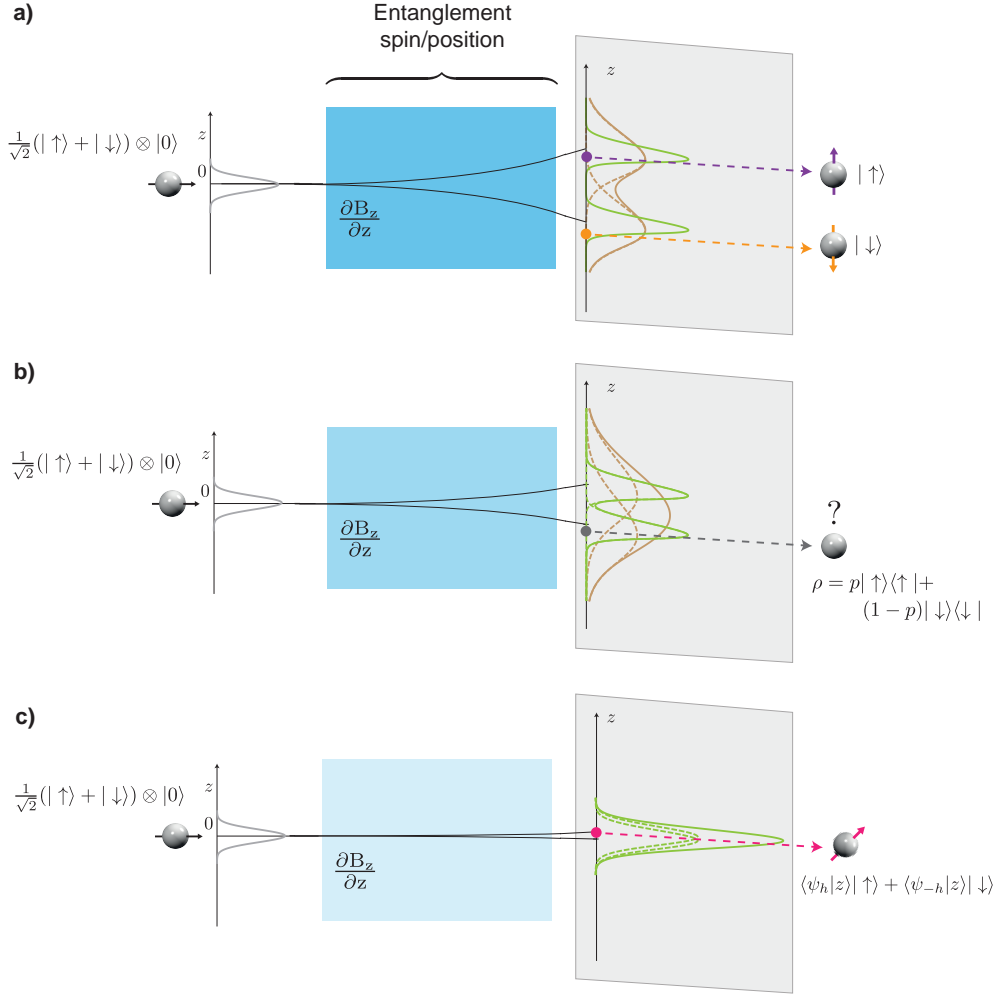 a)
Entanglement
spin/position
z
z
$\frac{1}{\sqrt{2}}(|\uparrow\rangle + |\downarrow\rangle) \otimes |0\rangle$
0
$|\uparrow\rangle$
$\frac{\partial B_z}{\partial z}$
$|\downarrow\rangle$
b)
z
z
$\frac{1}{\sqrt{2}}(|\uparrow\rangle + |\downarrow\rangle) \otimes |0\rangle$
0
?
$\frac{\partial B_z}{\partial z}$
$\rho = p|\uparrow\rangle\langle\uparrow| +$
$(1-p)|\downarrow\rangle\langle\downarrow|$
c)
z
z
$\frac{1}{\sqrt{2}}(|\uparrow\rangle + |\downarrow\rangle) \otimes |0\rangle$
0
$\frac{\partial B_z}{\partial z}$
$\langle\psi_h|z\rangle|\uparrow\rangle + \langle\psi_{-h}|z\rangle|\downarrow\rangle$